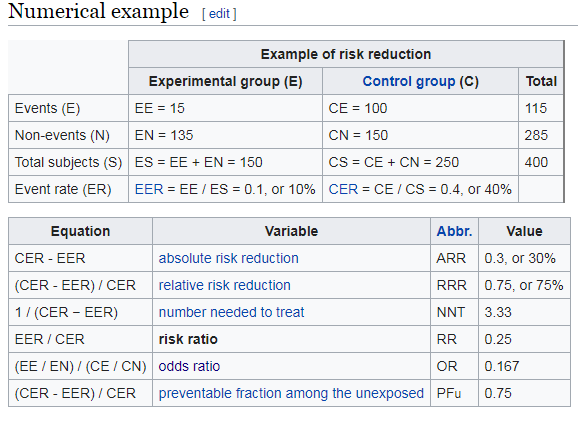 Numerical example [ edit ]
Example of risk reduction
Experimental group (E) Control group (C) Total
Events (E) EE = 15 CE = 100 115
Non-events (N) EN = 135 CN = 150 285
Total subjects (S) ES = EE + EN = 150 CS = CE + CN = 250 400
Event rate (ER) EER = EE / ES = 0.1, or 10% CER = CE / CS = 0.4, or 40%
Equation Variable Abbr. Value
CER - EER absolute risk reduction ARR 0.3, or 30%
(CER - EER) / CER relative risk reduction RRR 0.75, or 75%
1 / (CER − EER) number needed to treat NNT 3.33
EER / CER risk ratio RR 0.25
(EE / EN) / (CE / CN) odds ratio OR 0.167
(CER - EER) / CER preventable fraction among the unexposed PFu 0.75